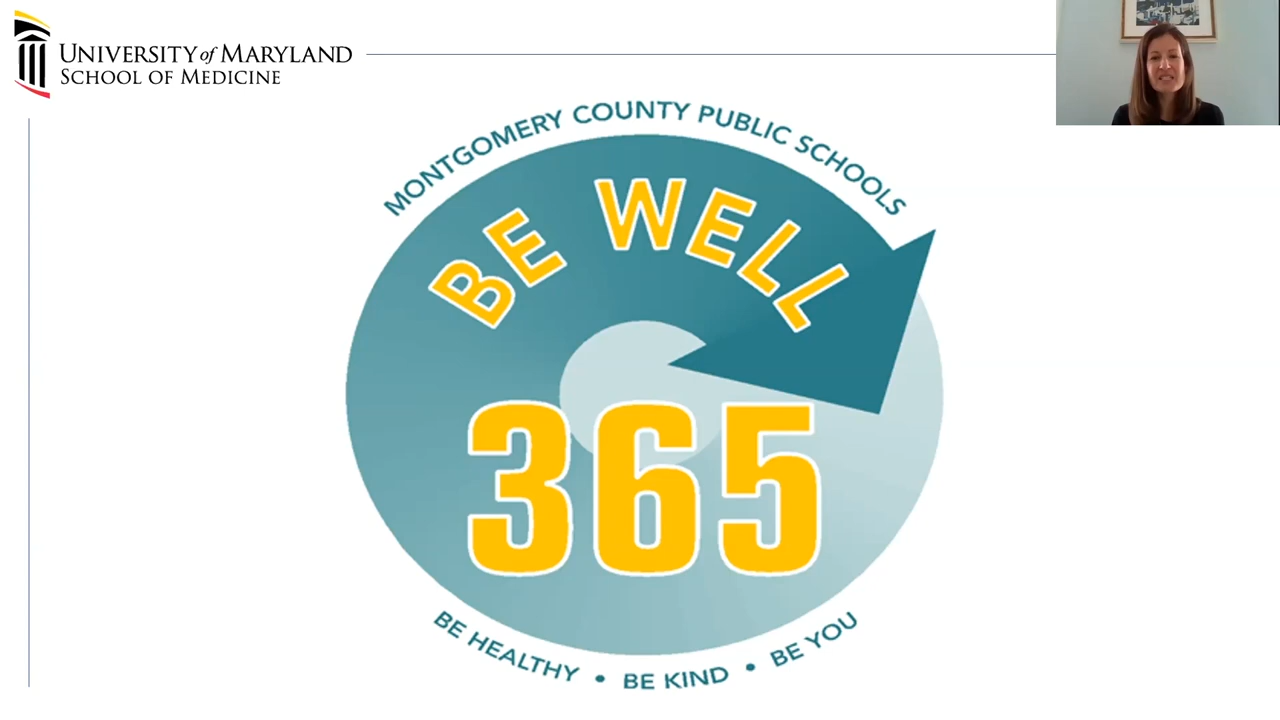 UNIVERSITY of MARYLAND
SCHOOL OF MEDICINE
MONTGOMERY COUNTY PUBLIC SCHOOLS
BE WELL
365
BE HEALTHY • BE KIND • BE YOU